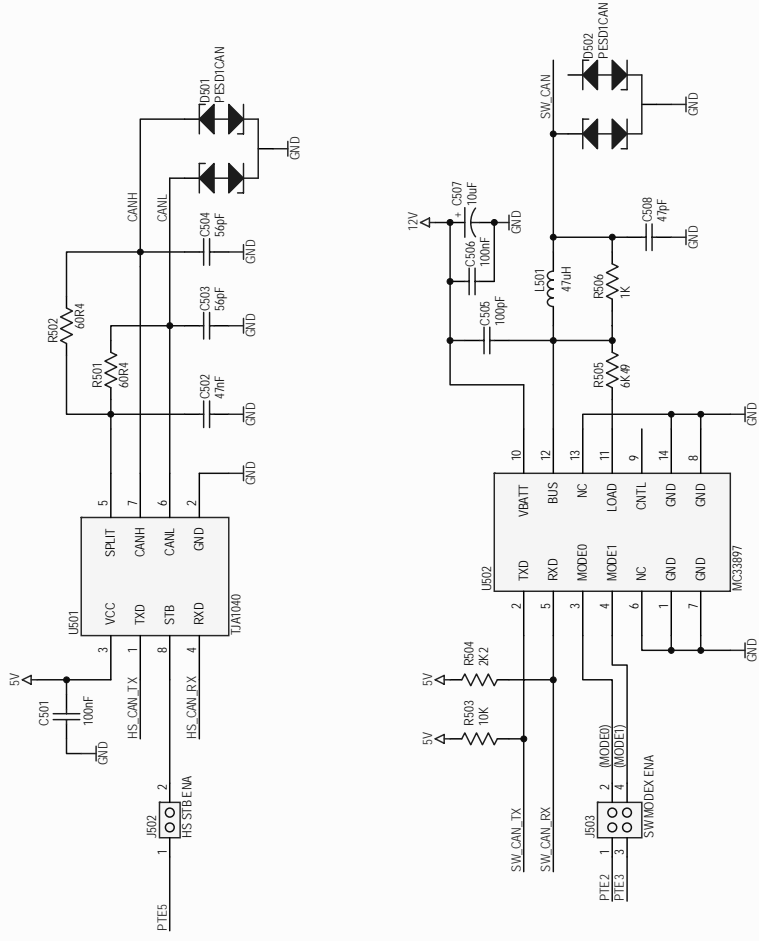 PTE5
1
J502
2
HS STB ENA
5V
C501
100nF
GND
HS_CAN_TX
HS_CAN_RX
3
1
8
4
U501
VCC
TXD
STB
RXD
SPLIT
CANH
CANL
GND
TJA1040
5
7
6
2
GND
R502
60R4
R501
60R4
C502
47nF
GND
C503
56pF
GND
C504
56pF
GND
CANH
CANL
D501
PESD1CAN
GND
PTE2
PTE3
1
3
J503
2
4
(MODE0)
(MODE1)
SW MODEX ENA
SW_CAN_TX
SW_CAN_RX
5V
R503
10K
5V
R504
2K2
2
5
3
4
6
1
7
GND
U502
TXD
RXD
MODE0
MODE1
NC
GND
GND
VBATT
BUS
NC
LOAD
CNTL
GND
GND
MC33897
10
12
13
11
9
14
8
GND
R505
6K49
R506
1K
L501
47uH
C505
100pF
C506
100nF
12V
+
C507
10uF
GND
C508
47pF
GND
SW_CAN
D502
PESD1CAN
GND